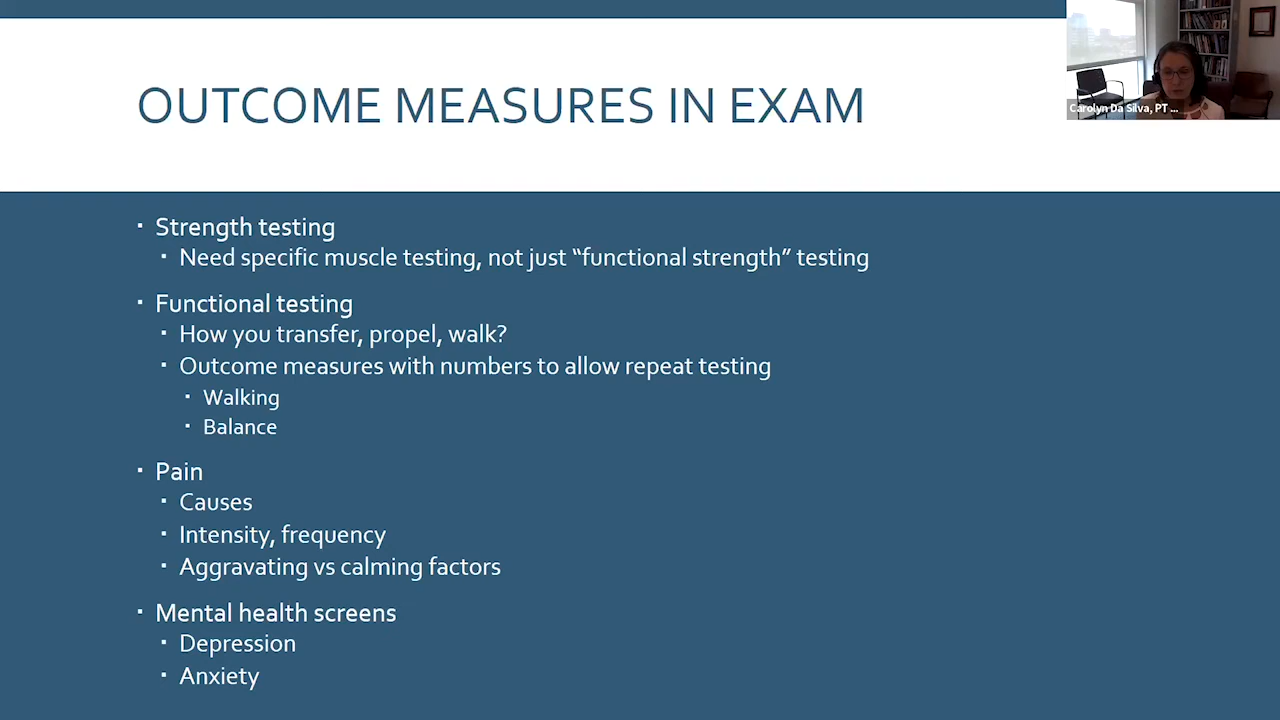 OUTCOME MEASURES IN EXAM
Carolyn Da Silva, PT ...
▪ Strength testing
▪ Need specific muscle testing, not just “functional strength” testing
▪ Functional testing
▪ How you transfer, propel, walk?
▪ Outcome measures with numbers to allow repeat testing
▪ Walking
▪ Balance
▪ Pain
▪ Causes
▪ Intensity, frequency
▪ Aggravating vs calming factors
▪ Mental health screens
▪ Depression
▪ Anxiety